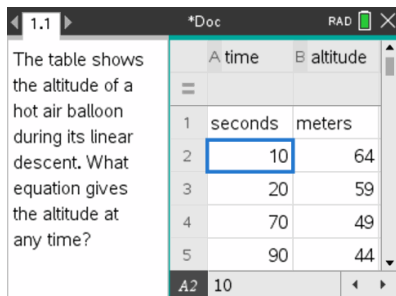 1.1 *Doc RAD
The table shows
the altitude of a
hot air balloon
during its linear
descent. What
equation gives
the altitude at
any time?
A time B altitude
=
1 seconds meters
2 10 64
3 20 59
4 70 49
5 90 44
A2 10